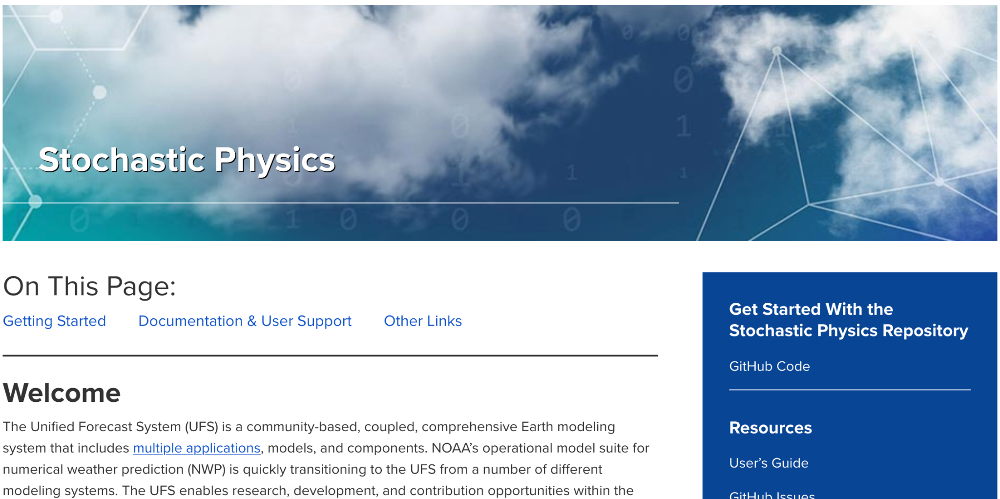 Stochastic Physics
On This Page:
Getting Started Documentation & User Support Other Links
Welcome
The Unified Forecast System (UFS) is a community-based, coupled, comprehensive Earth modeling
system that includes multiple applications, models, and components. NOAA’s operational model suite for
numerical weather prediction (NWP) is quickly transitioning to the UFS from a number of different
modeling systems. The UFS enables research, development, and contribution opportunities within the
Get Started With the
Stochastic Physics Repository
GitHub Code
Resources
User’s Guide
GitHub Issues